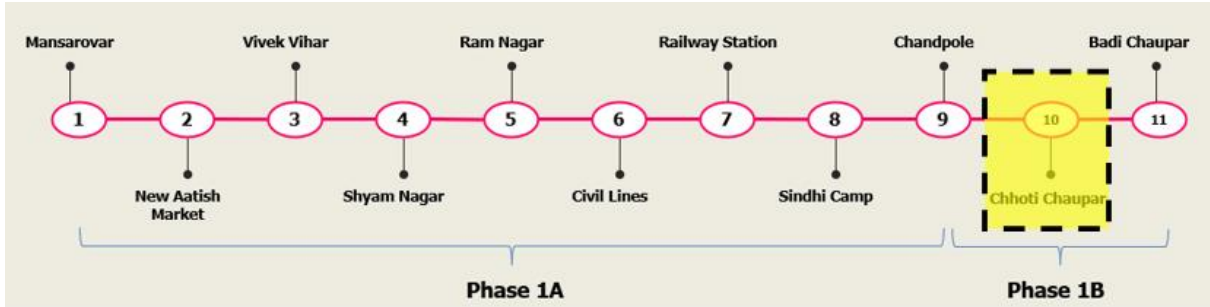 Mansarovar
Vivek Vihar
Ram Nagar
Railway Station
Chandpole
Badi Chaupar
1
2
3
4
5
6
7
8
9
10
11
New Aatish
Market
Shyam Nagar
Civil Lines
Sindhi Camp
Chhoti Chaupar
Phase 1A
Phase 1B